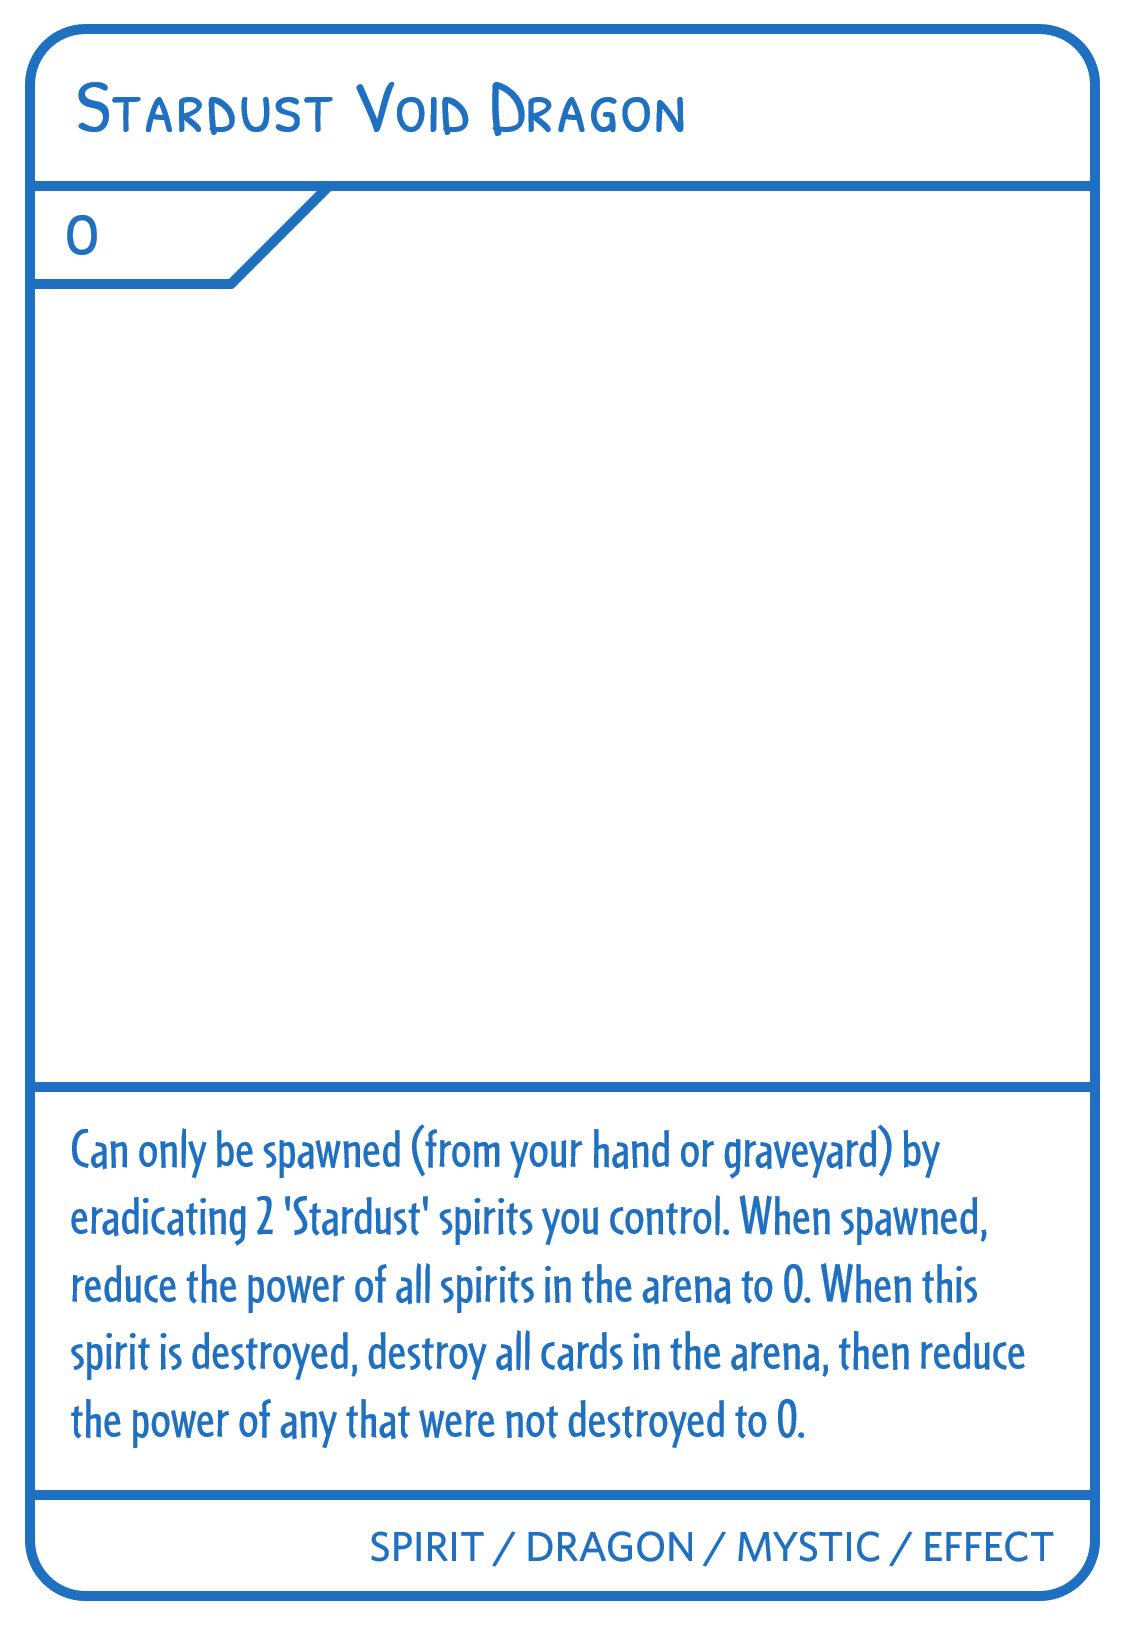 Stardust Void Dragon
0
Can only be spawned (from your hand or graveyard) by
eradicating 2 'Stardust' spirits you control. When spawned,
reduce the power of all spirits in the arena to 0. When this
spirit is destroyed, destroy all cards in the arena, then reduce
the power of any that were not destroyed to 0.
SPIRIT / DRAGON / MYSTIC / EFFECT